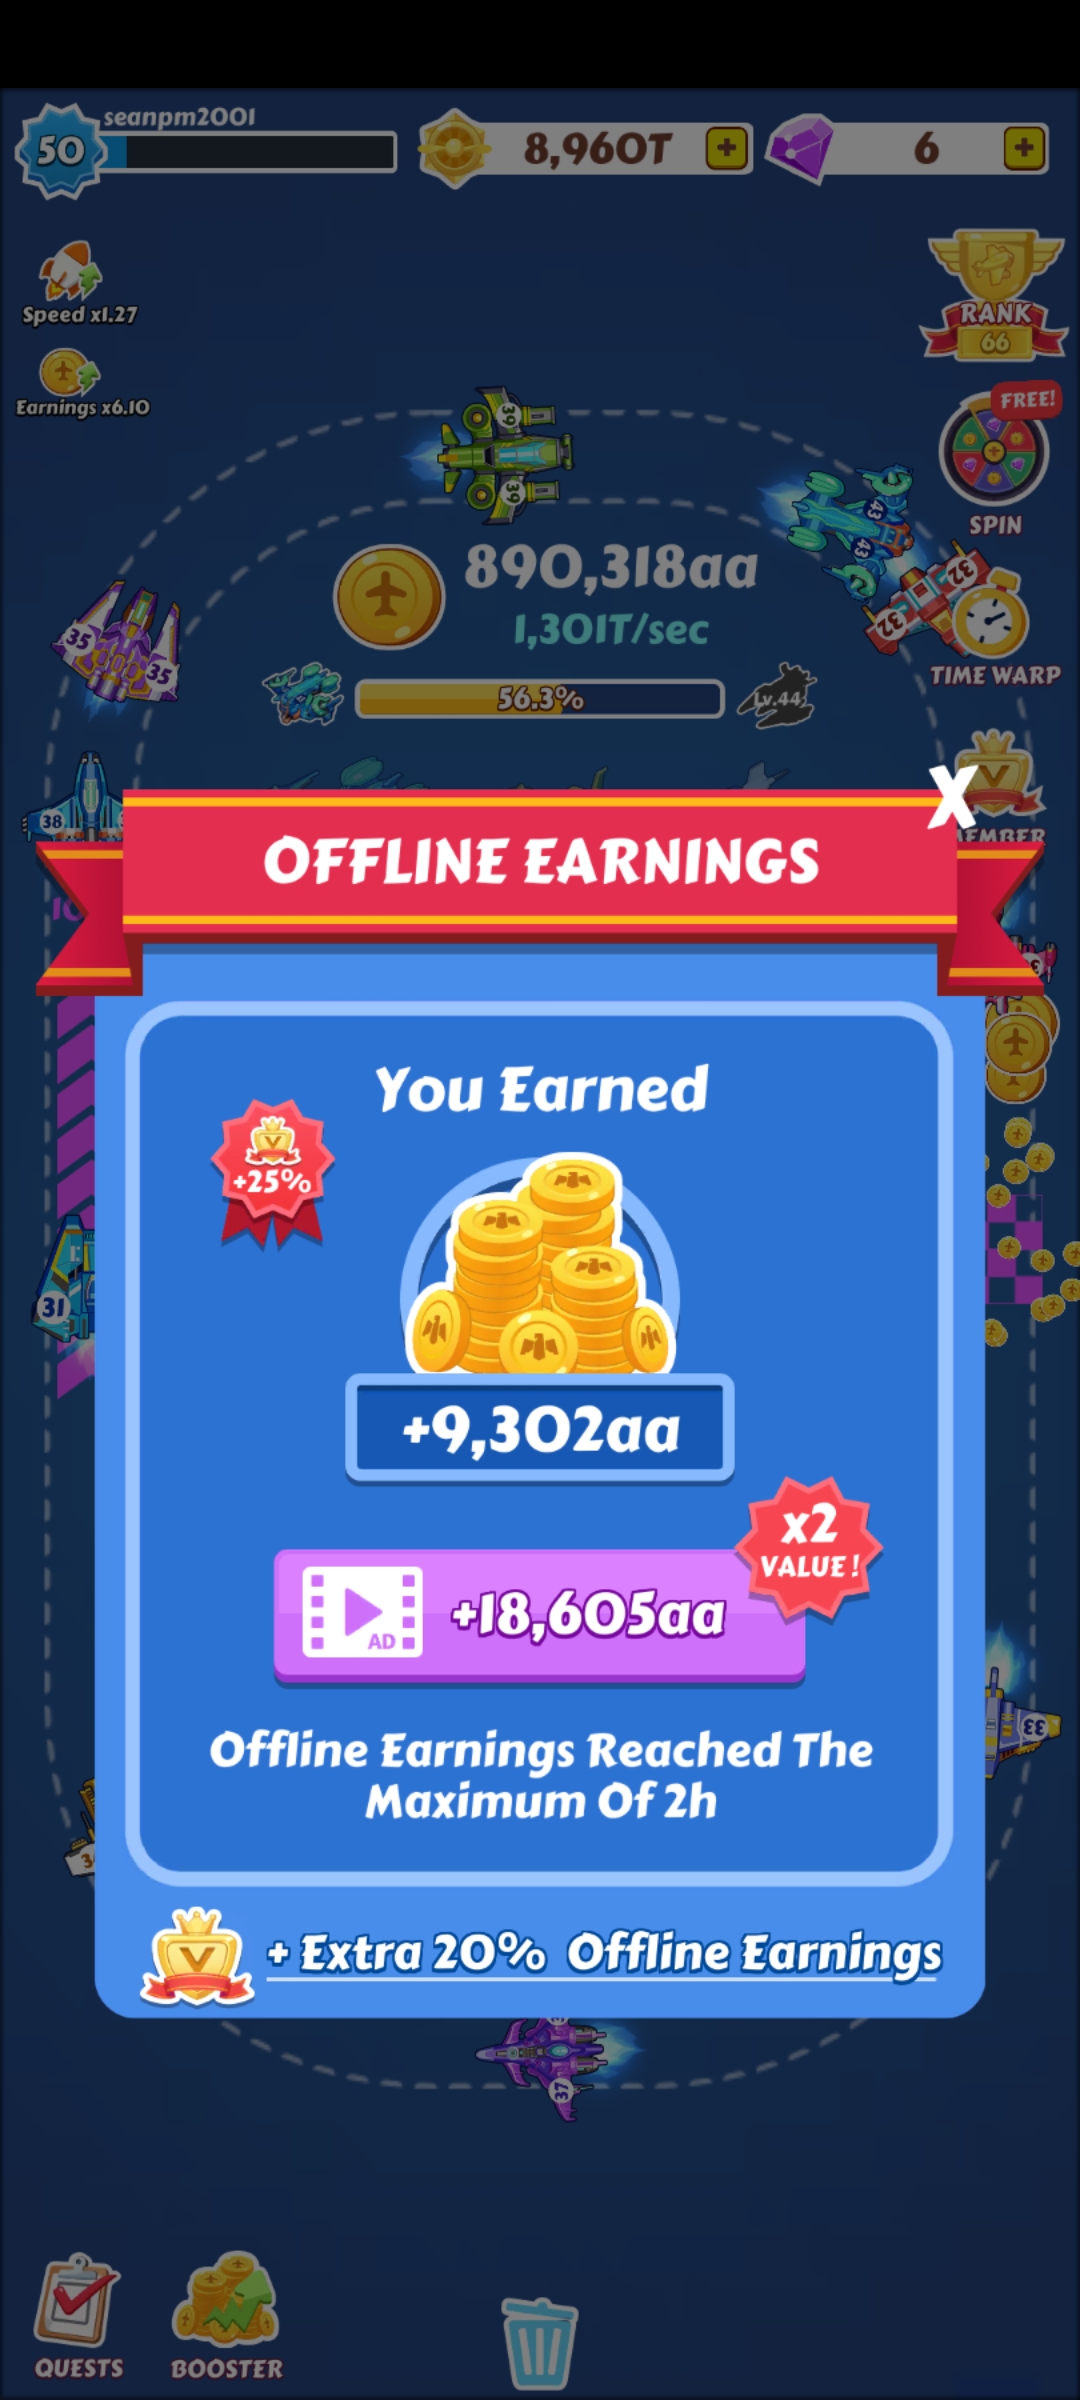 seanpm2001
50
8,960T
6
Speed x1.27
Earnings x6.10
RANK
66
FREE!
SPIN
39
39
43
43
32
32
890,318aa
1,301T/sec
35
35
TIME WARP
56.3%
Lv.44
38
OFFLINE EARNINGS
X
You Earned
+25%
31
+9,302aa
x2
VALUE!
AD
+18,605aa
33
Offline Earnings Reached The
Maximum Of 2h
+ Extra 20% Offline Earnings
37
QUESTS
BOOSTER